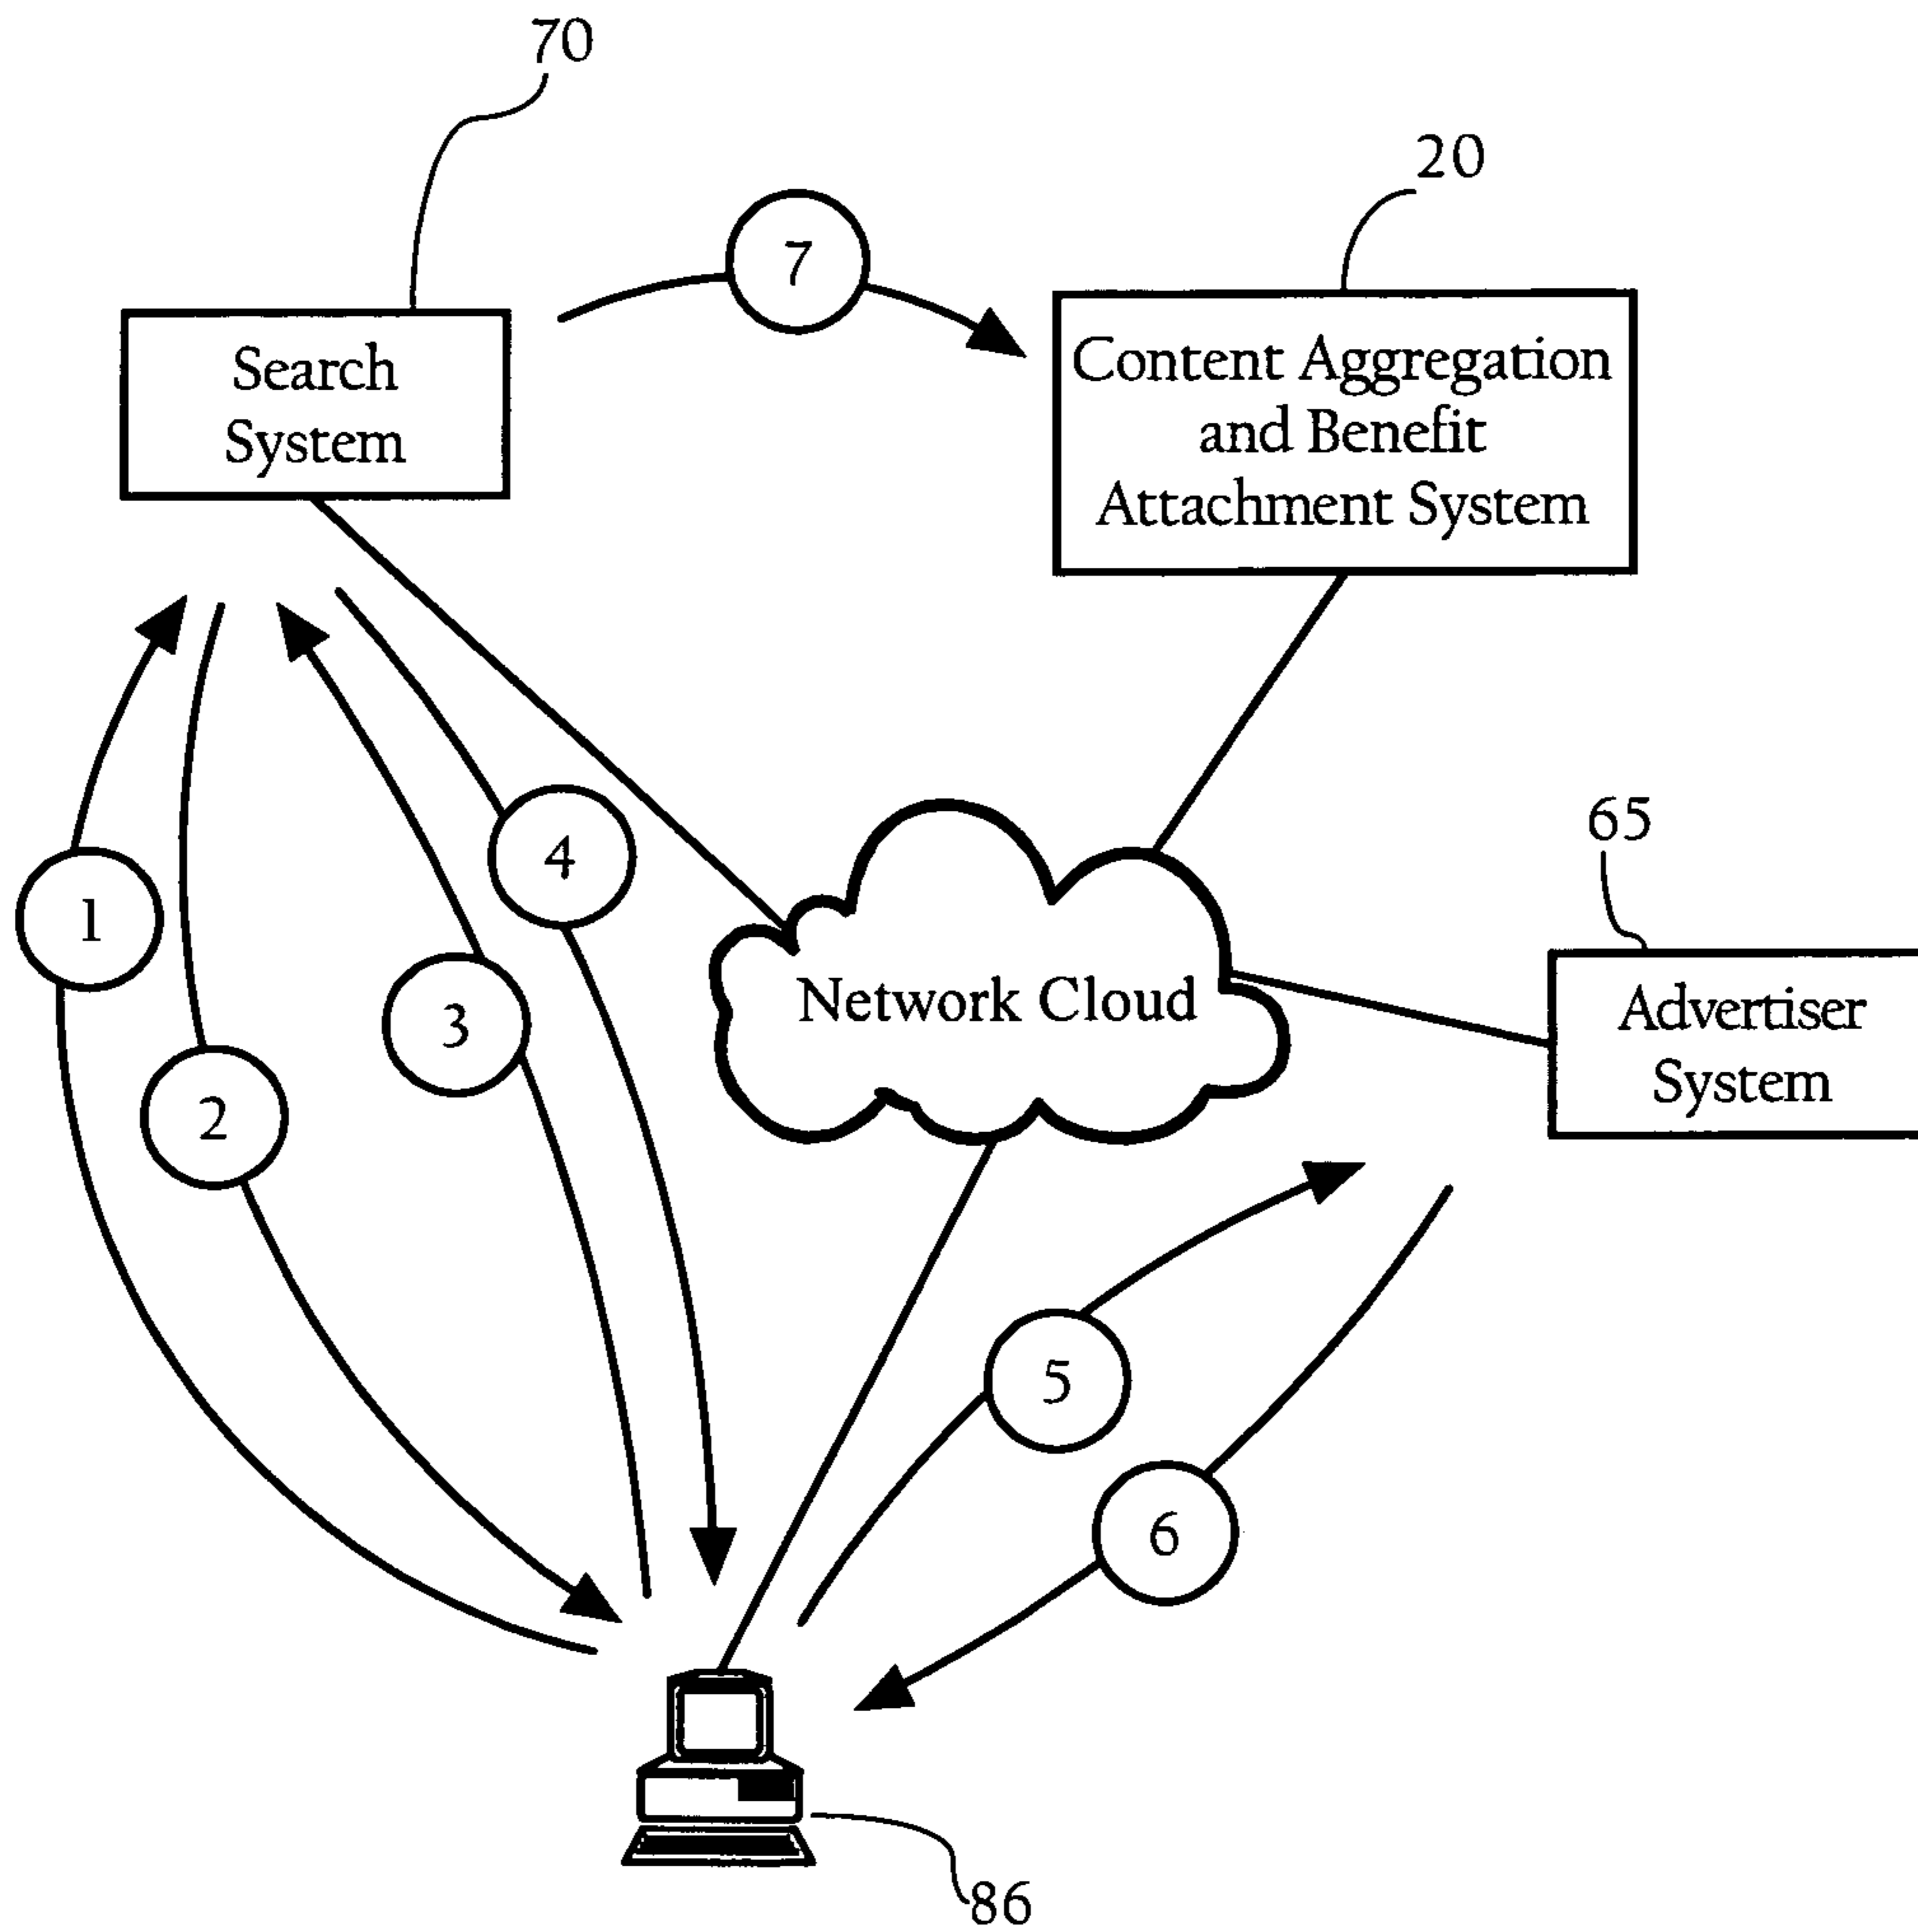 70
20
7
Search
System
Content Aggregation
and Benefit
Attachment System
65
4
1
3
2
Network Cloud
Advertiser
System
5
6
86